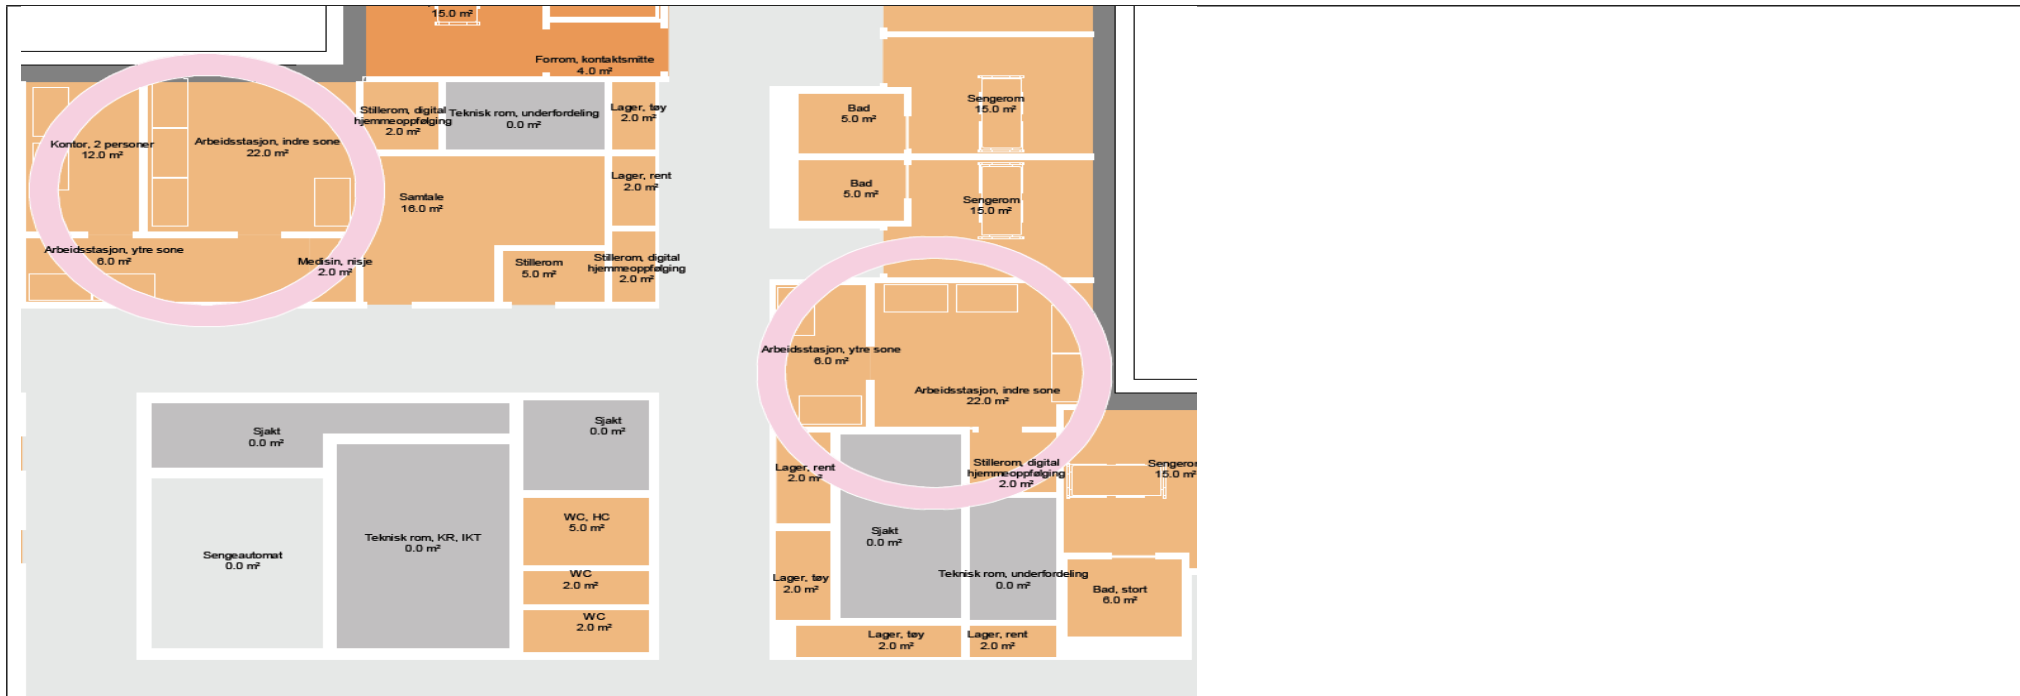 15.0 m²
Forrom, kontaktsmitte
4.0 m²
Kontor, 2 personer
12.0 m²
Arbeidsstasjon, indre sone
22.0 m²
Stillerom, digital
hjemmeoppfølging
2.0 m²
Teknisk rom, underfordeling
0.0 m²
Lager, tøy
2.0 m²
Samtale
16.0 m²
Lager, rent
2.0 m²
Arbeidsstasjon, ytre sone
6.0 m²
Medisin, nisje
2.0 m²
Stillerom
5.0 m²
Stillerom, digital
hjemmeoppfølging
2.0 m²
Bad
5.0 m²
Sengerom
15.0 m²
Bad
5.0 m²
Sengerom
15.0 m²
Arbeidsstasjon, ytre sone
6.0 m²
Arbeidsstasjon, indre sone
22.0 m²
Sjakt
0.0 m²
Sjakt
0.0 m²
Sengeautomat
0.0 m²
Teknisk rom, KR, IKT
0.0 m²
WC, HC
5.0 m²
WC
2.0 m²
WC
2.0 m²
Lager, rent
2.0 m²
Stillerom, digital
hjemmeoppfølging
2.0 m²
Sengerom
15.0 m²
Sjakt
0.0 m²
Lager, tøy
2.0 m²
Teknisk rom, underfordeling
0.0 m²
Bad, stort
6.0 m²
Lager, tøy
2.0 m²
Lager, rent
2.0 m²